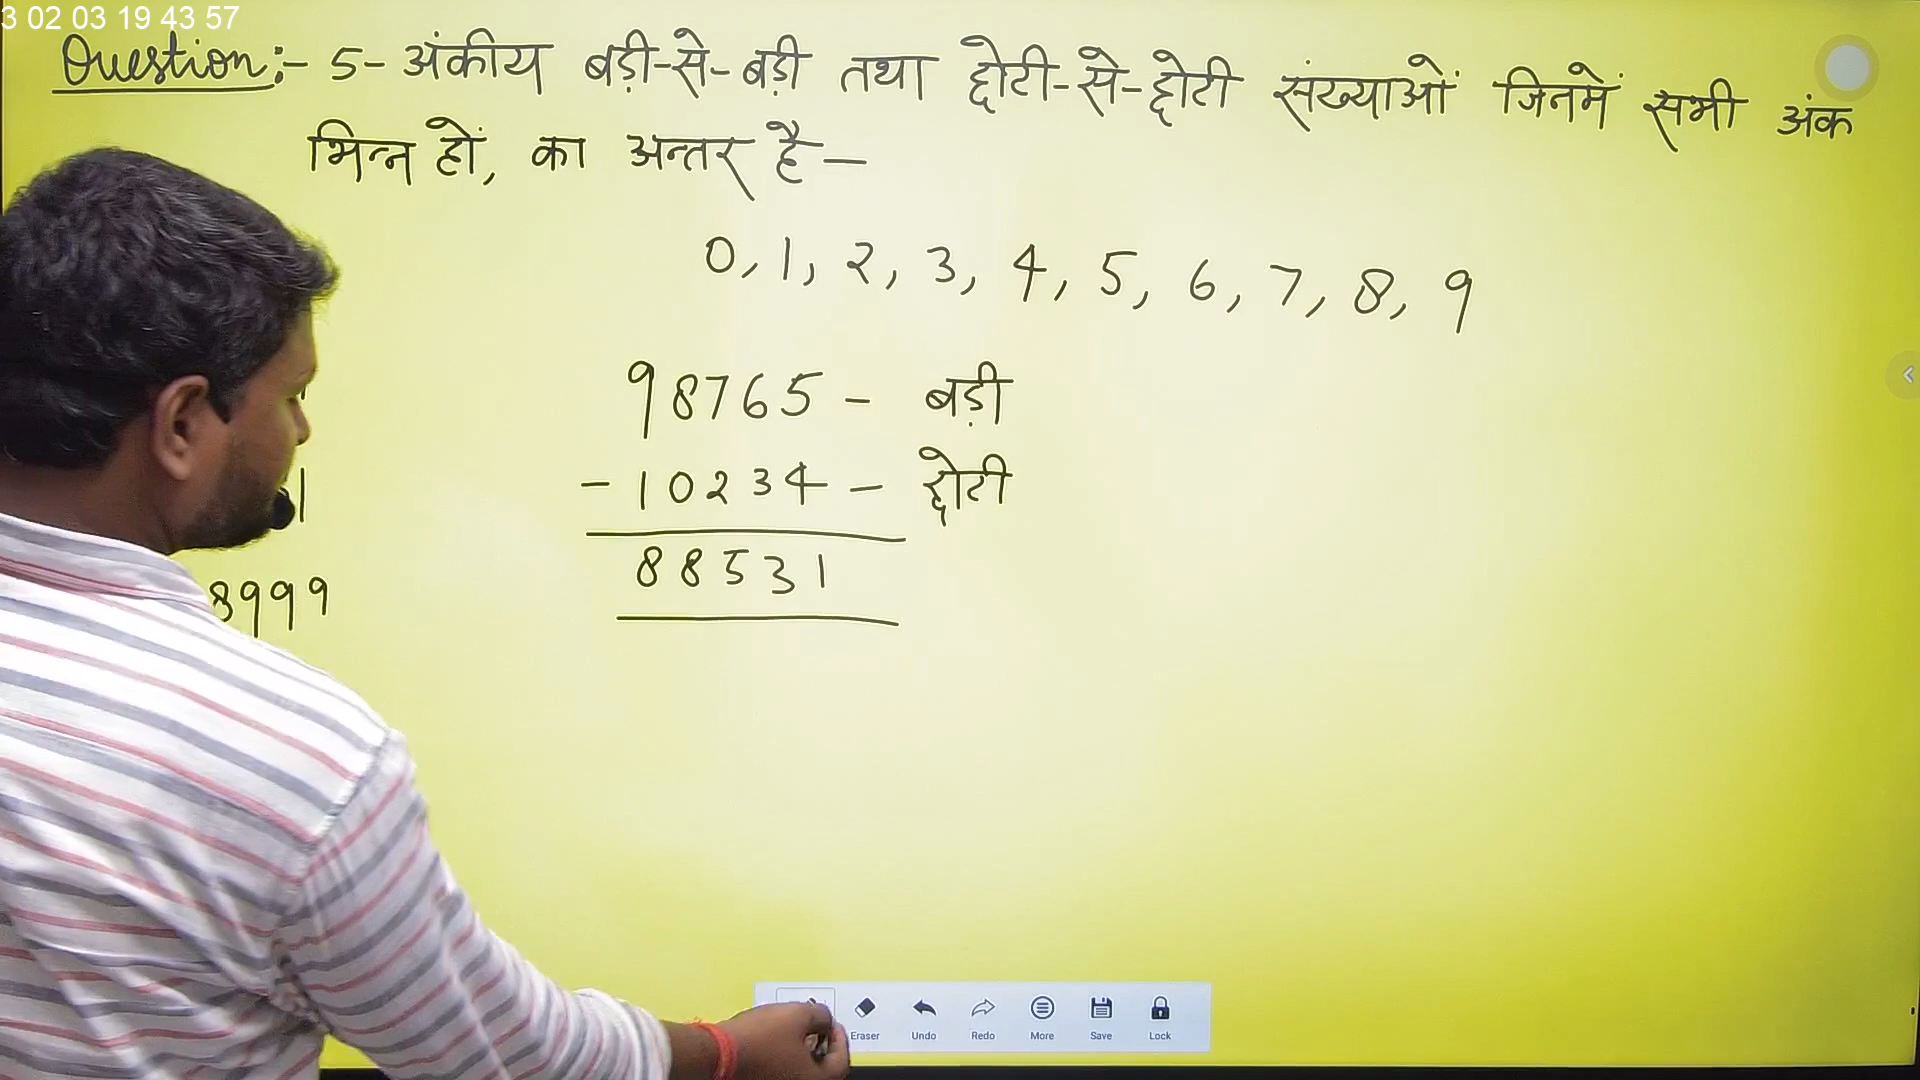 3 02 03 19 43 57
Question:- 5- अंकीय बड़ी-से-बड़ी तथा छोटी-से-छोटी संख्याओं जिनमें सभी अंक
भिन्न हों, का अन्तर है-
0, 1, 2, 3, 4, 5, 6, 7, 8, 9
98765 - बड़ी
- 10234 - छोटी
1
88531
8999
Eraser Undo Redo More Save Lock